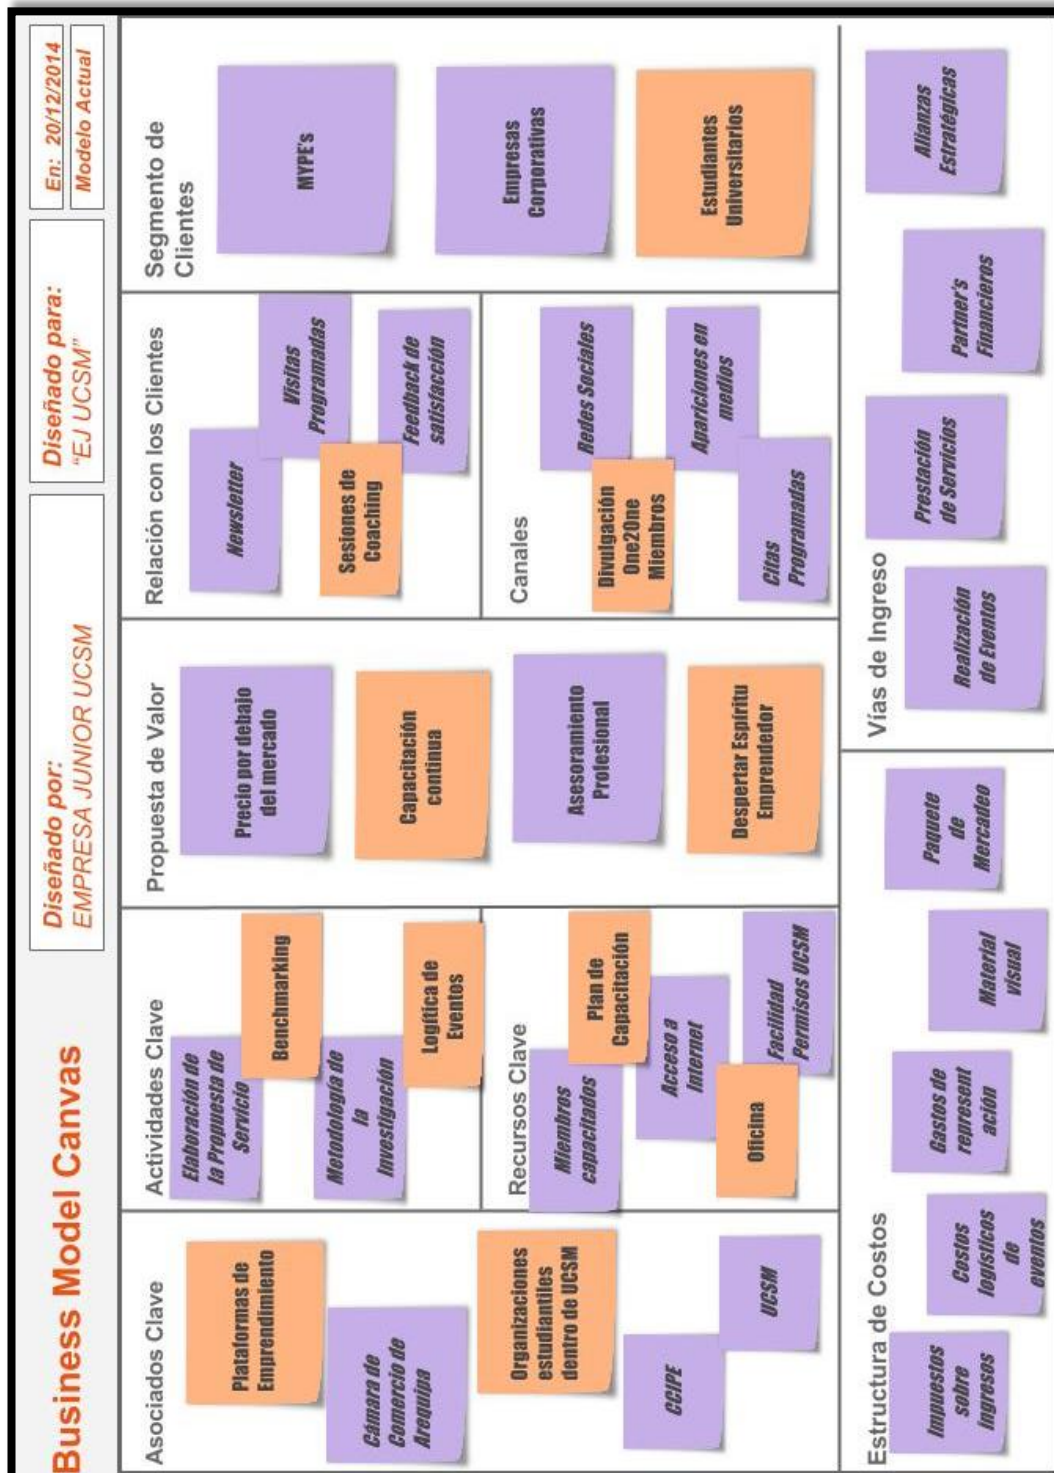 Business Model Canvas
Diseñado por:
EMPRESA JUNIOR UCSM
Diseñado para:
"EJ UCSM"
En: 20/12/2014
Modelo Actual
Asociados Clave
Plataformas de
Emprendimiento
Cámara de
Comercio de
Arequipa
Organizaciones
estudiantiles
dentro de UCSM
CCIPE
UCSM
Actividades Clave
Elaboración de
la Propuesta de
Servicio
Benchmarking
Metodología de
la
Investigación
Logítica de
Eventos
Recursos Clave
Miembros
capacitados
Plan de
Capacitación
Acceso a
Internet
Oficina
Facilidad
Permisos UCSM
Propuesta de Valor
Precio por debajo
del mercado
Capacitación
continua
Asesoramiento
Profesional
Despertar Espíritu
Emprendedor
Relación con los Clientes
Newsletter
Visitas
Programadas
Sesiones de
Coaching
Feedback de
satisfacción
Canales
Redes Sociales
Divulgación
One2One
Miembros
Apariciones en
medios
Citas
Programadas
Segmento de
Clientes
MYPE's
Empresas
Corporativas
Estudiantes
Universitarios
Estructura de Costos
Impuestos
sobre
Ingresos
Costos
logísticos
de
eventos
Gastos de
represent
ación
Material
visual
Paquete
de
Mercadeo
Vías de Ingreso
Realización
de Eventos
Prestación
de Servicios
Partner's
Financieros
Alianzas
Estratégicas